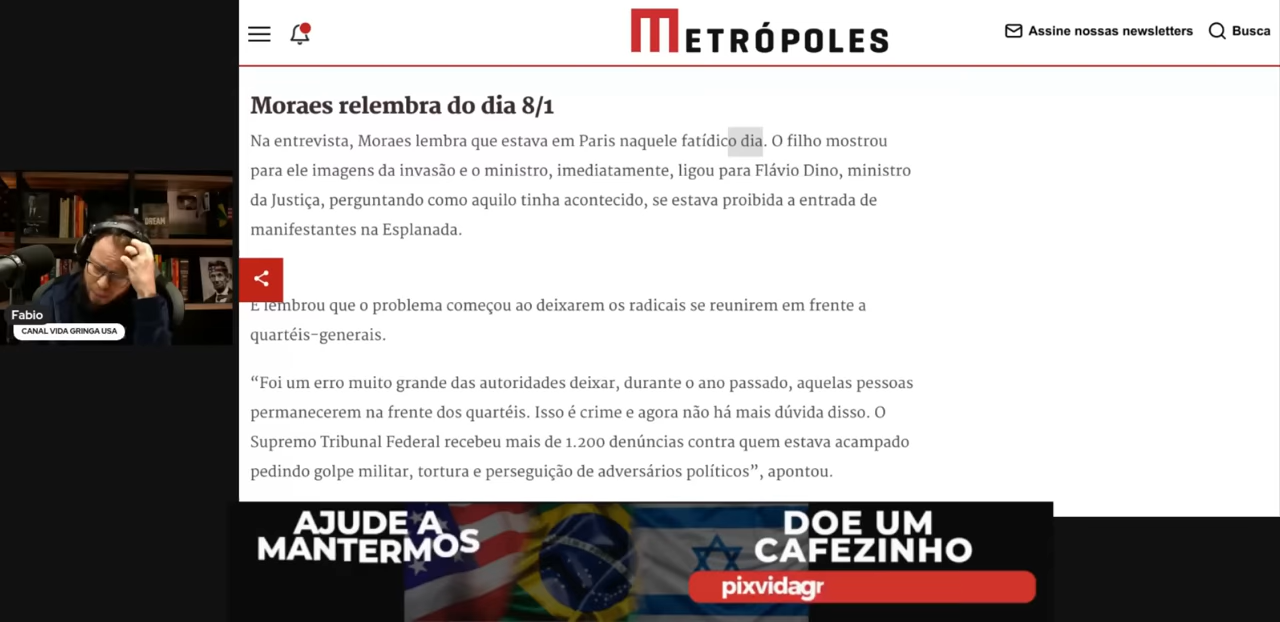 METRÓPOLES
Assine nossas newsletters
Busca
Moraes relembra do dia 8/1
Na entrevista, Moraes lembra que estava em Paris naquele fatídico dia. O filho mostrou
para ele imagens da invasão e o ministro, imediatamente, ligou para Flávio Dino, ministro
da Justiça, perguntando como aquilo tinha acontecido, se estava proibida a entrada de
manifestantes na Esplanada.
E lembrou que o problema começou ao deixarem os radicais se reunirem em frente a
quartéis-generais.
“Foi um erro muito grande das autoridades deixar, durante o ano passado, aquelas pessoas
permanecerem na frente dos quartéis. Isso é crime e agora não há mais dúvida disso. O
Supremo Tribunal Federal recebeu mais de 1.200 denúncias contra quem estava acampado
pedindo golpe militar, tortura e perseguição de adversários políticos”, apontou.
DREAM
Fabio
CANAL VIDA GRINGA USA
AJUDE A
MANTERMOS
DOE UM
CAFEZINHO
pixvidagr